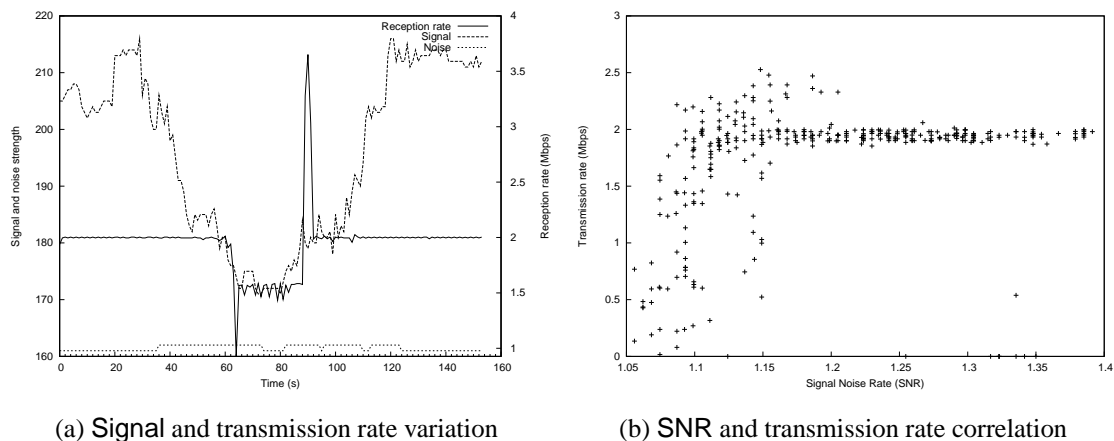 220
210
200
190
180
170
160
Signal and noise strength
0 20 40 60 80 100 120 140 160
Time (s)
Reception rate
Signal
Noise
4
3.5
3
2.5
2
1.5
1
Reception rate (Mbps)
(a) Signal and transmission rate variation
3
2.5
2
1.5
1
0.5
0
Transmission rate (Mbps)
1.05 1.1 1.15 1.2 1.25 1.3 1.35 1.4
Signal Noise Rate (SNR)
(b) SNR and transmission rate correlation